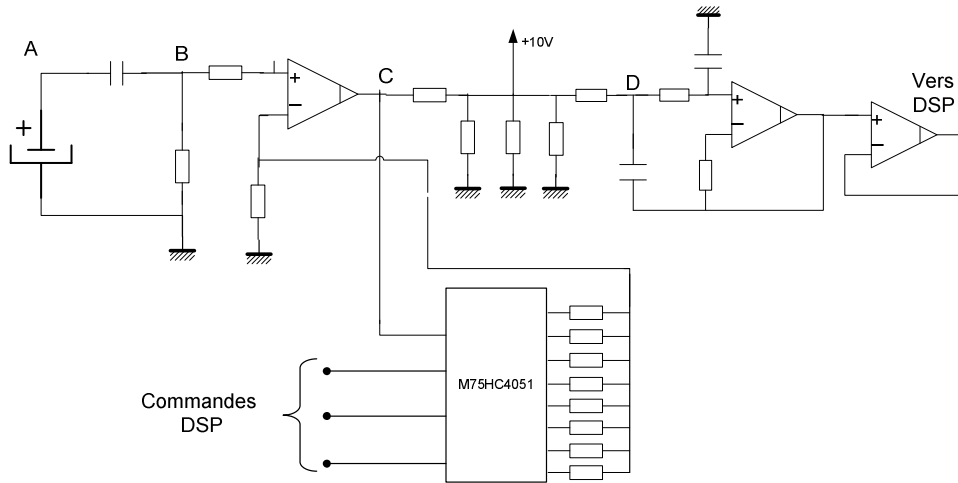 A
B
C
+10V
D
Vers
DSP
+
+
−
+
−
+
−
M75HC4051
Commandes
DSP